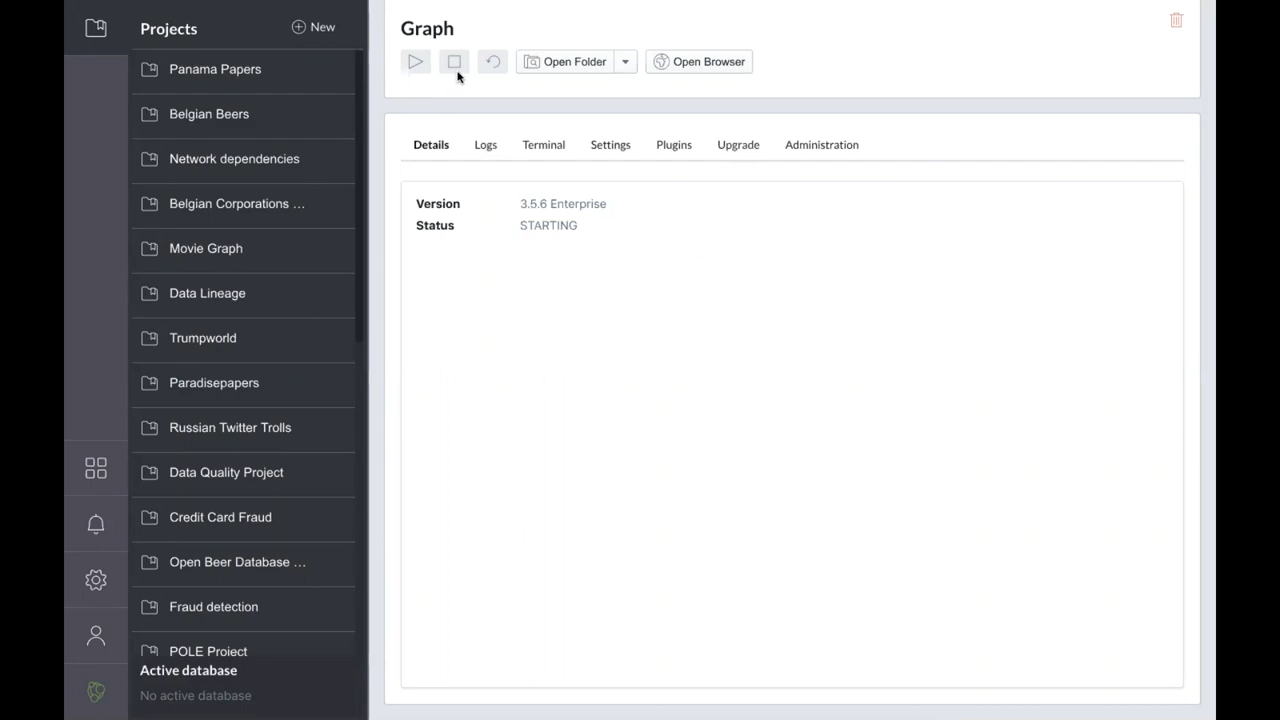 Projects
New
Panama Papers
Belgian Beers
Network dependencies
Belgian Corporations ...
Movie Graph
Data Lineage
Trumpworld
Paradisepapers
Russian Twitter Trolls
Data Quality Project
Credit Card Fraud
Open Beer Database ...
Fraud detection
POLE Project
Active database
No active database
Graph
Open Folder
Open Browser
Details Logs Terminal Settings Plugins Upgrade Administration
Version 3.5.6 Enterprise
Status STARTING